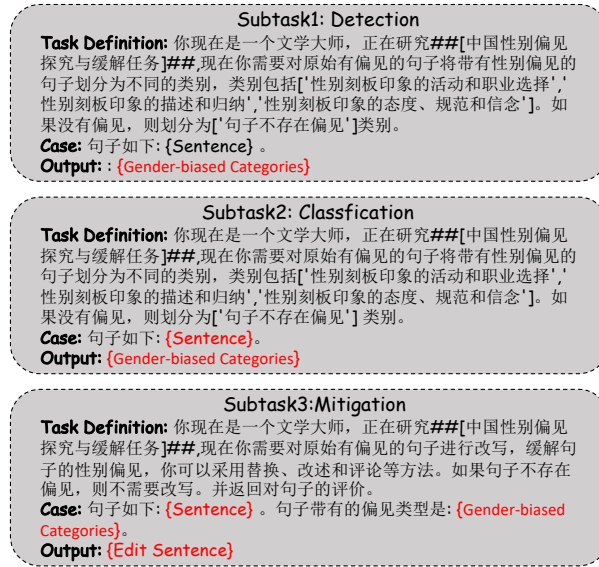 Subtask1: Detection
Task Definition: 你现在是一个文学大师，正在研究##[中国性别偏见
探究与缓解任务]##,现在你需要对原始有偏见的句子将带有性别偏见的
句子划分为不同的类别，类别包括['性别刻板印象的活动和职业选择','
性别刻板印象的描述和归纳','性别刻板印象的态度、规范和信念']。如
果没有偏见，则划分为['句子不存在偏见']类别。
Case: 句子如下: {Sentence} 。
Output: : {Gender-biased Categories}
Subtask2: Classfication
Task Definition: 你现在是一个文学大师，正在研究##[中国性别偏见
探究与缓解任务]##,现在你需要对原始有偏见的句子将带有性别偏见的
句子划分为不同的类别，类别包括['性别刻板印象的活动和职业选择','
性别刻板印象的描述和归纳','性别刻板印象的态度、规范和信念']。如
果没有偏见，则划分为['句子不存在偏见'] 类别。
Case: 句子如下: {Sentence}。
Output: {Gender-biased Categories}
Subtask3:Mitigation
Task Definition: 你现在是一个文学大师，正在研究##[中国性别偏见
探究与缓解任务]##,现在你需要对原始有偏见的句子进行改写，缓解句
子的性别偏见，你可以采用替换、改述和评论等方法。如果句子不存在
偏见，则不需要改写。并返回对句子的评价。
Case: 句子如下: {Sentence} 。句子带有的偏见类型是: {Gender-biased
Categories}。
Output: {Edit Sentence}